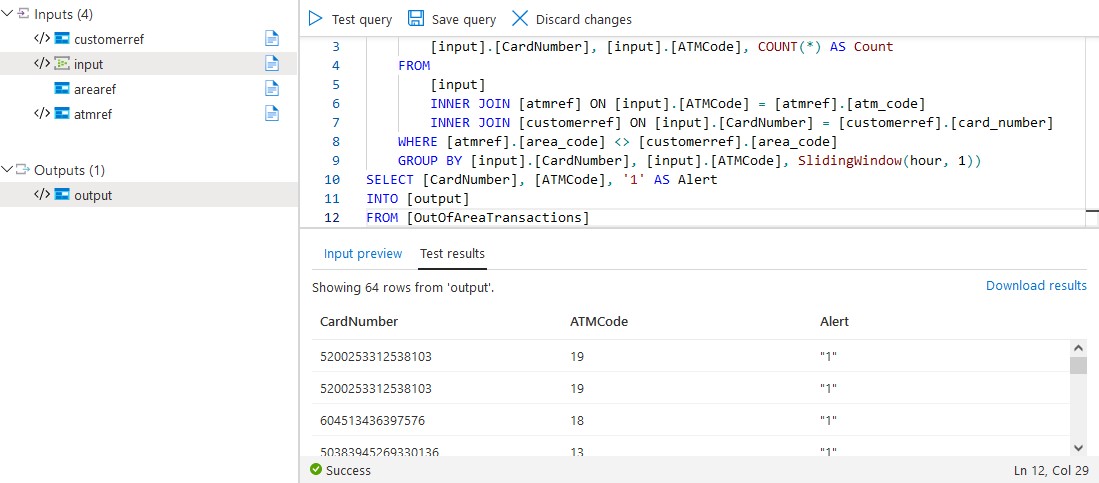 Inputs (4)
customerref
input
arearef
atmref
Outputs (1)
output
Test query Save query Discard changes
3 [input].[CardNumber], [input].[ATMCode], COUNT(*) AS Count
4 FROM
5 [input]
6 INNER JOIN [atmref] ON [input].[ATMCode] = [atmref].[atm_code]
7 INNER JOIN [customerref] ON [input].[CardNumber] = [customerref].[card_number]
8 WHERE [atmref].[area_code] <> [customerref].[area_code]
9 GROUP BY [input].[CardNumber], [input].[ATMCode], SlidingWindow(hour, 1))
10 SELECT [CardNumber], [ATMCode], '1' AS Alert
11 INTO [output]
12 FROM [OutOfAreaTransactions]
Input preview Test results
Showing 64 rows from 'output'.
Download results
CardNumber ATMCode Alert
5200253312538103 19 "1"
5200253312538103 19 "1"
604513436397576 18 "1"
50383945269330136 13 "1"
Success
Ln 12, Col 29